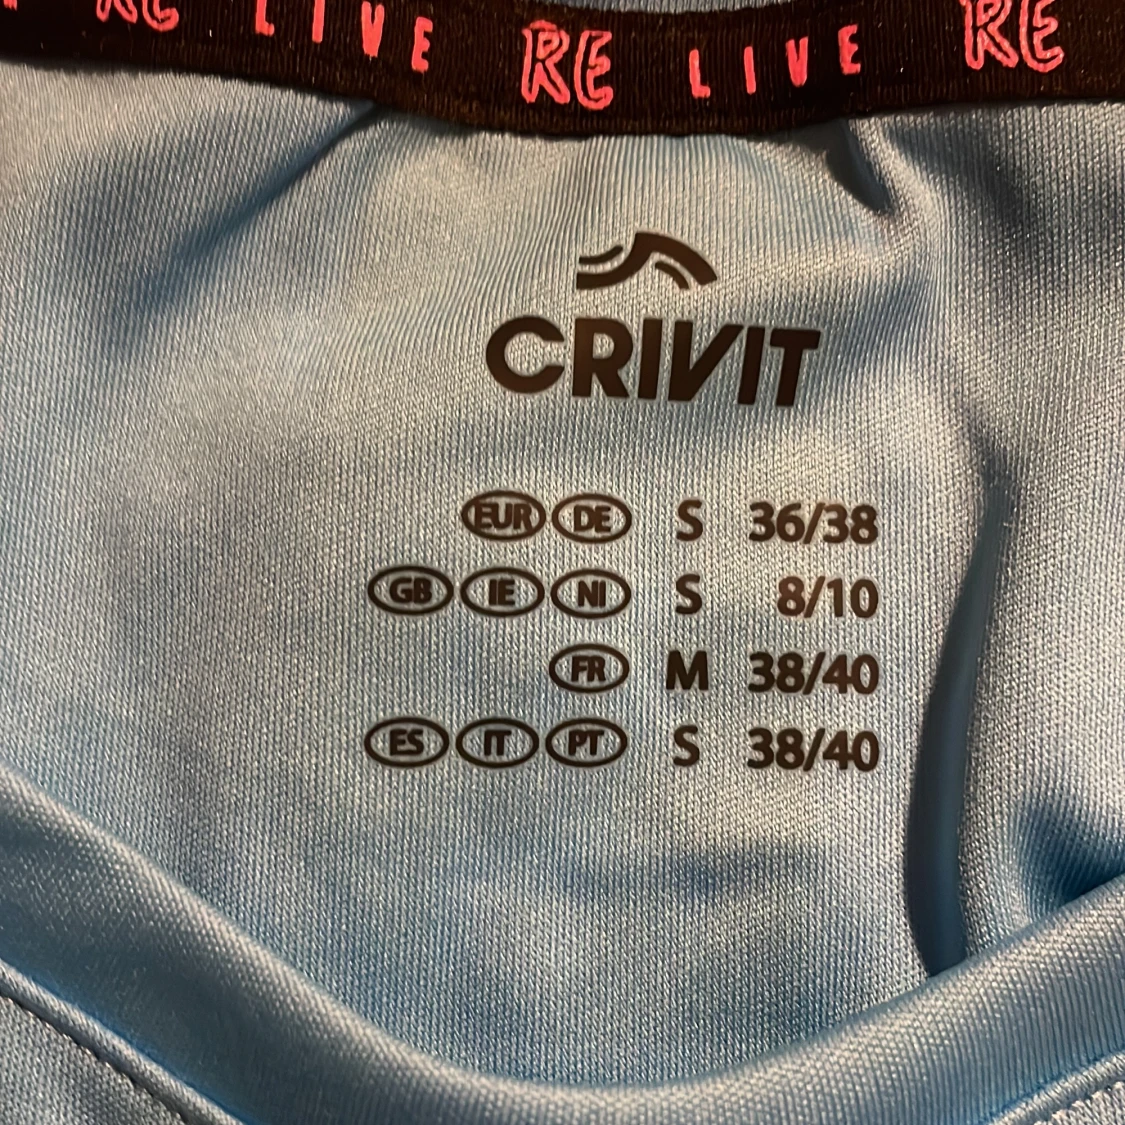 RE LIVE RE LIVE RE
CRIVIT
EUR DE S 36/38
GB IE NI S 8/10
FR M 38/40
ES IT PT S 38/40